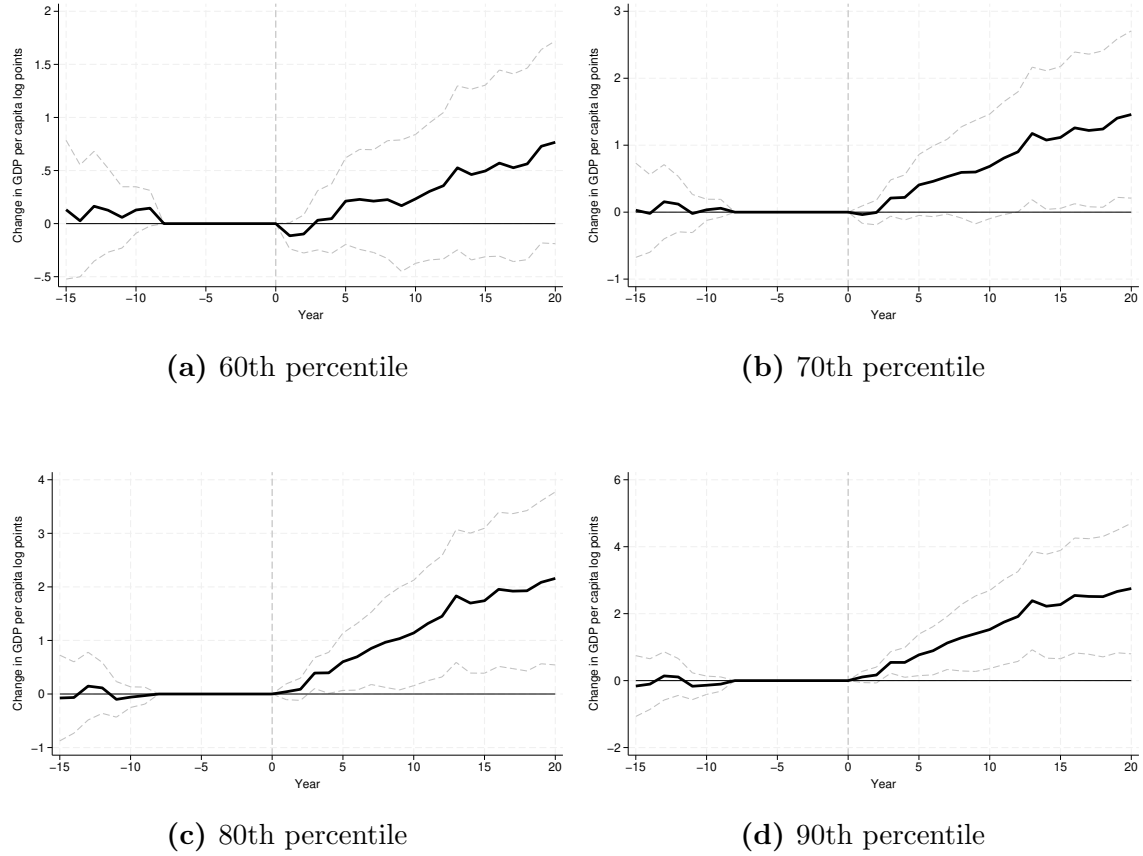 Change in GDP per capita log points
2
1.5
1
.5
0
−.5
−15 −10 −5 0 5 10 15 20
Year
(a) 60th percentile
Change in GDP per capita log points
3
2
1
0
−1
−15 −10 −5 0 5 10 15 20
Year
(b) 70th percentile
Change in GDP per capita log points
4
3
2
1
0
−1
−15 −10 −5 0 5 10 15 20
Year
(c) 80th percentile
Change in GDP per capita log points
6
4
2
0
−2
−15 −10 −5 0 5 10 15 20
Year
(d) 90th percentile